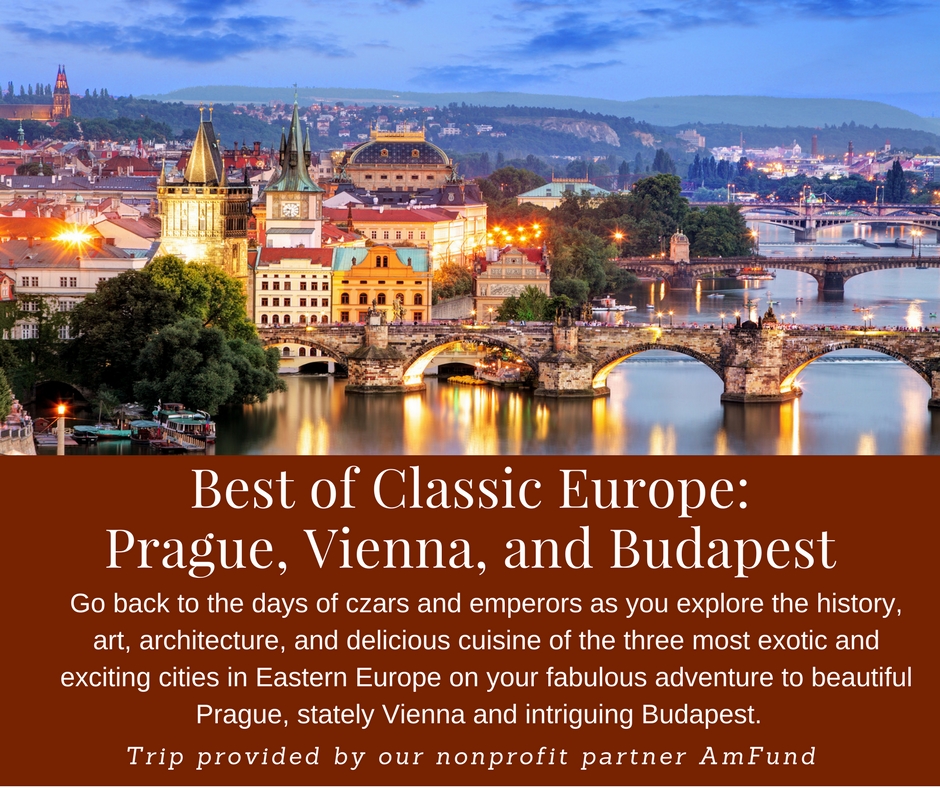 Best of Classic Europe:
Prague, Vienna, and Budapest
Go back to the days of czars and emperors as you explore the history,
art, architecture, and delicious cuisine of the three most exotic and
exciting cities in Eastern Europe on your fabulous adventure to beautiful
Prague, stately Vienna and intriguing Budapest.
Trip provided by our nonprofit partner AmFund